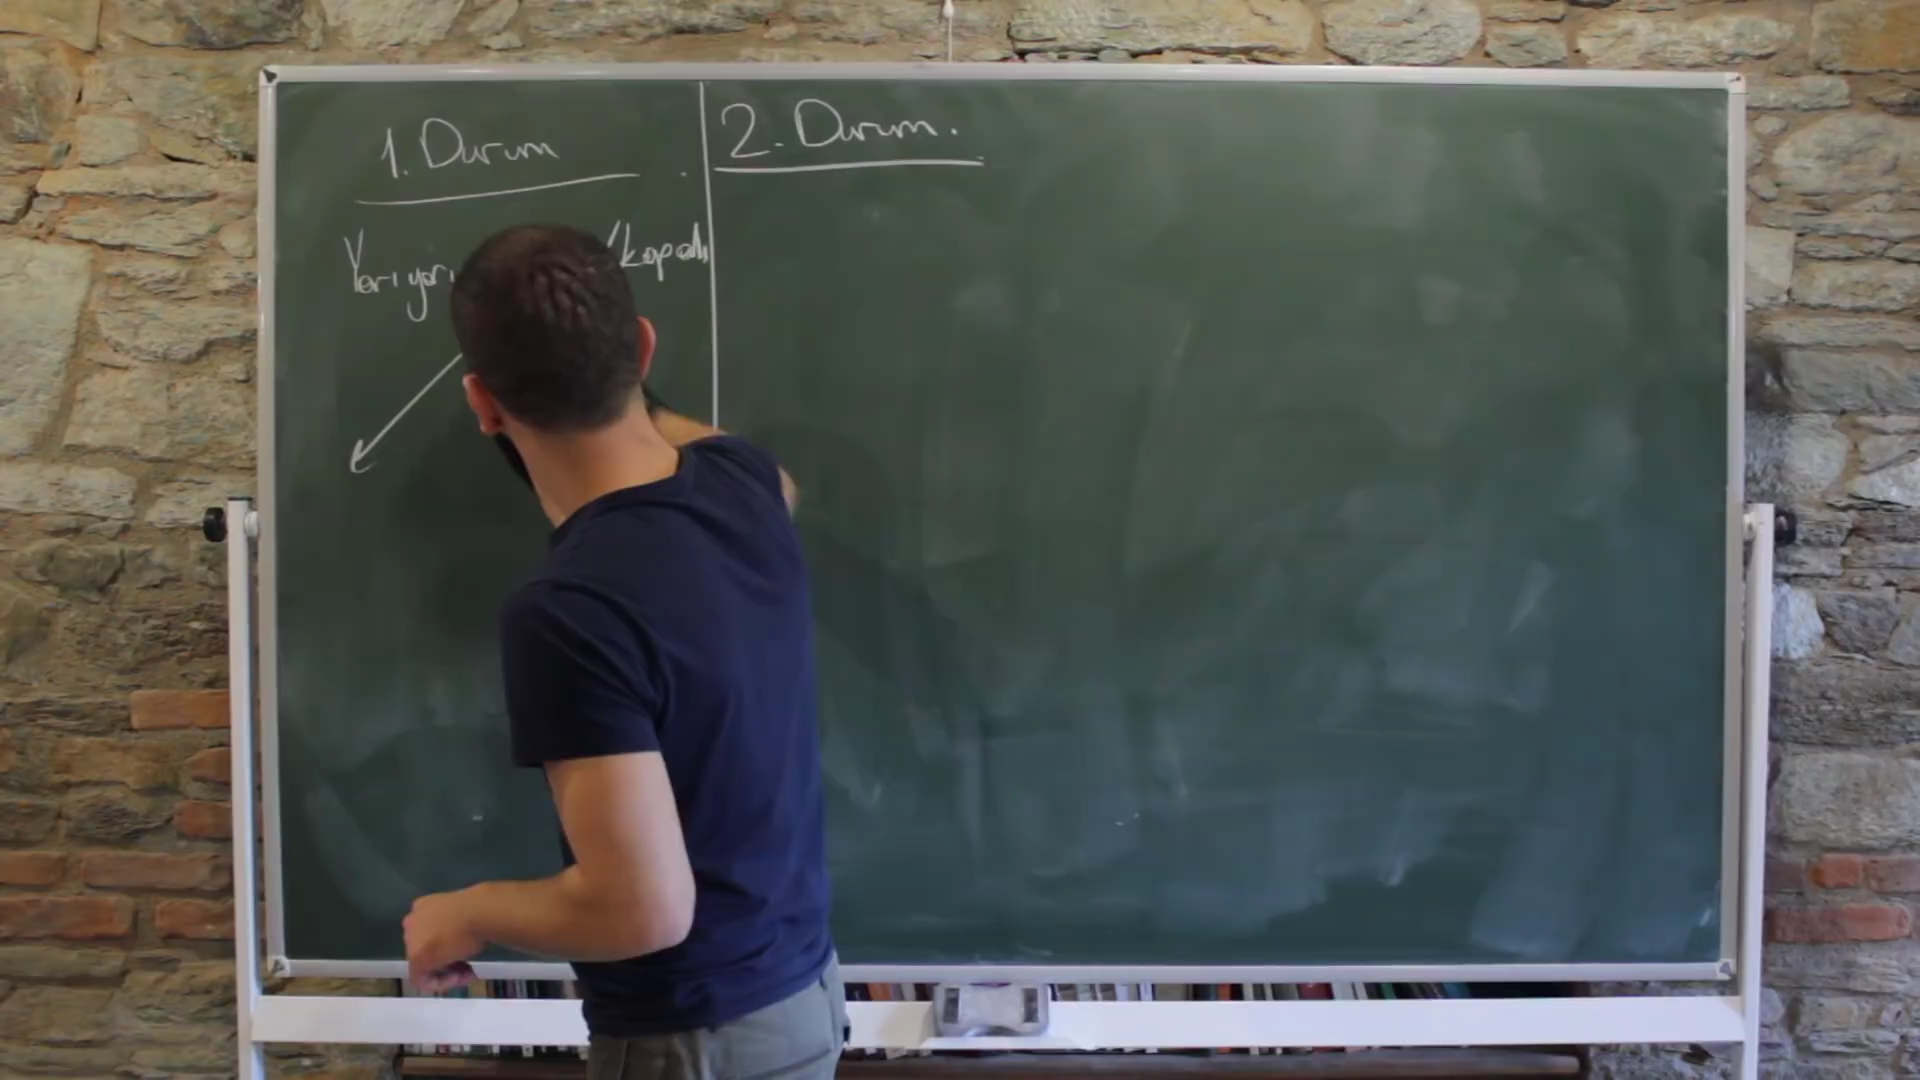 1. Durum
2. Durum.
Yarı yarı /kapalı